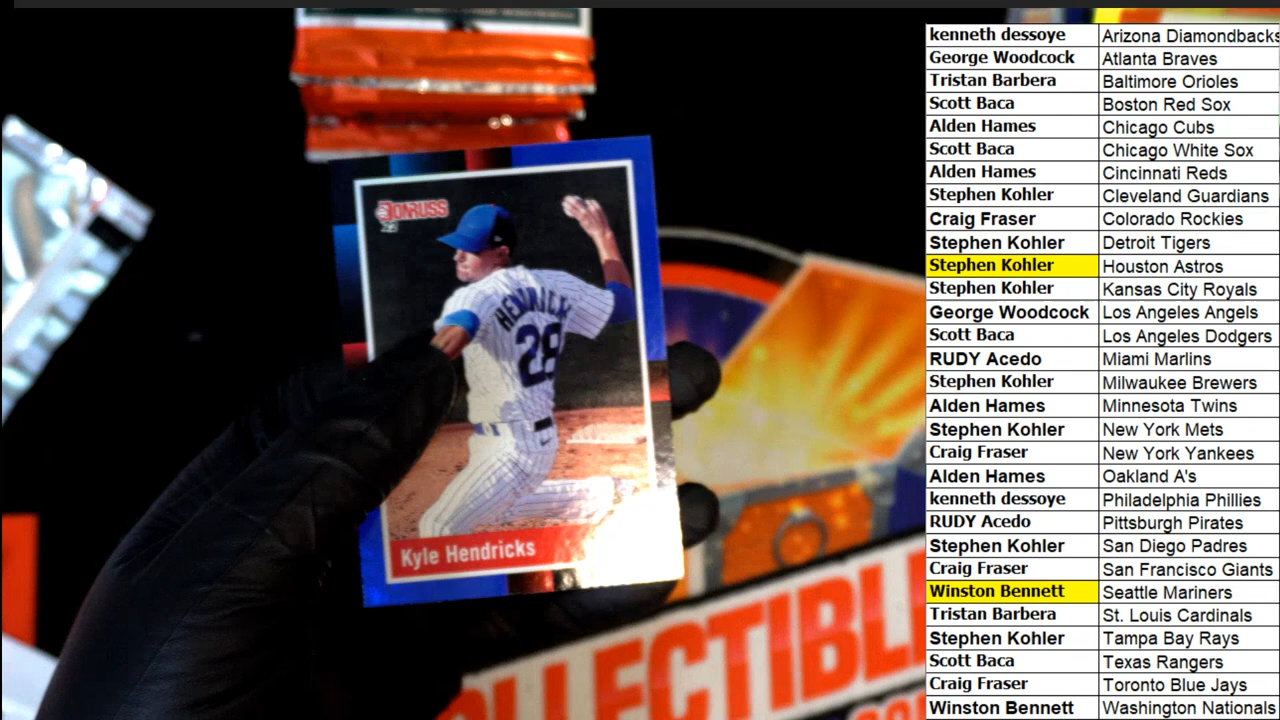 DONRUSS
HENDRICKS
28
Kyle Hendricks
kenneth dessoye Arizona Diamondbacks
George Woodcock Atlanta Braves
Tristan Barbera Baltimore Orioles
Scott Baca Boston Red Sox
Alden Hames Chicago Cubs
Scott Baca Chicago White Sox
Alden Hames Cincinnati Reds
Stephen Kohler Cleveland Guardians
Craig Fraser Colorado Rockies
Stephen Kohler Detroit Tigers
Stephen Kohler Houston Astros
Stephen Kohler Kansas City Royals
George Woodcock Los Angeles Angels
Scott Baca Los Angeles Dodgers
RUDY Acedo Miami Marlins
Stephen Kohler Milwaukee Brewers
Alden Hames Minnesota Twins
Stephen Kohler New York Mets
Craig Fraser New York Yankees
Alden Hames Oakland A's
kenneth dessoye Philadelphia Phillies
RUDY Acedo Pittsburgh Pirates
Stephen Kohler San Diego Padres
Craig Fraser San Francisco Giants
Winston Bennett Seattle Mariners
Tristan Barbera St. Louis Cardinals
Stephen Kohler Tampa Bay Rays
Scott Baca Texas Rangers
Craig Fraser Toronto Blue Jays
Winston Bennett Washington Nationals